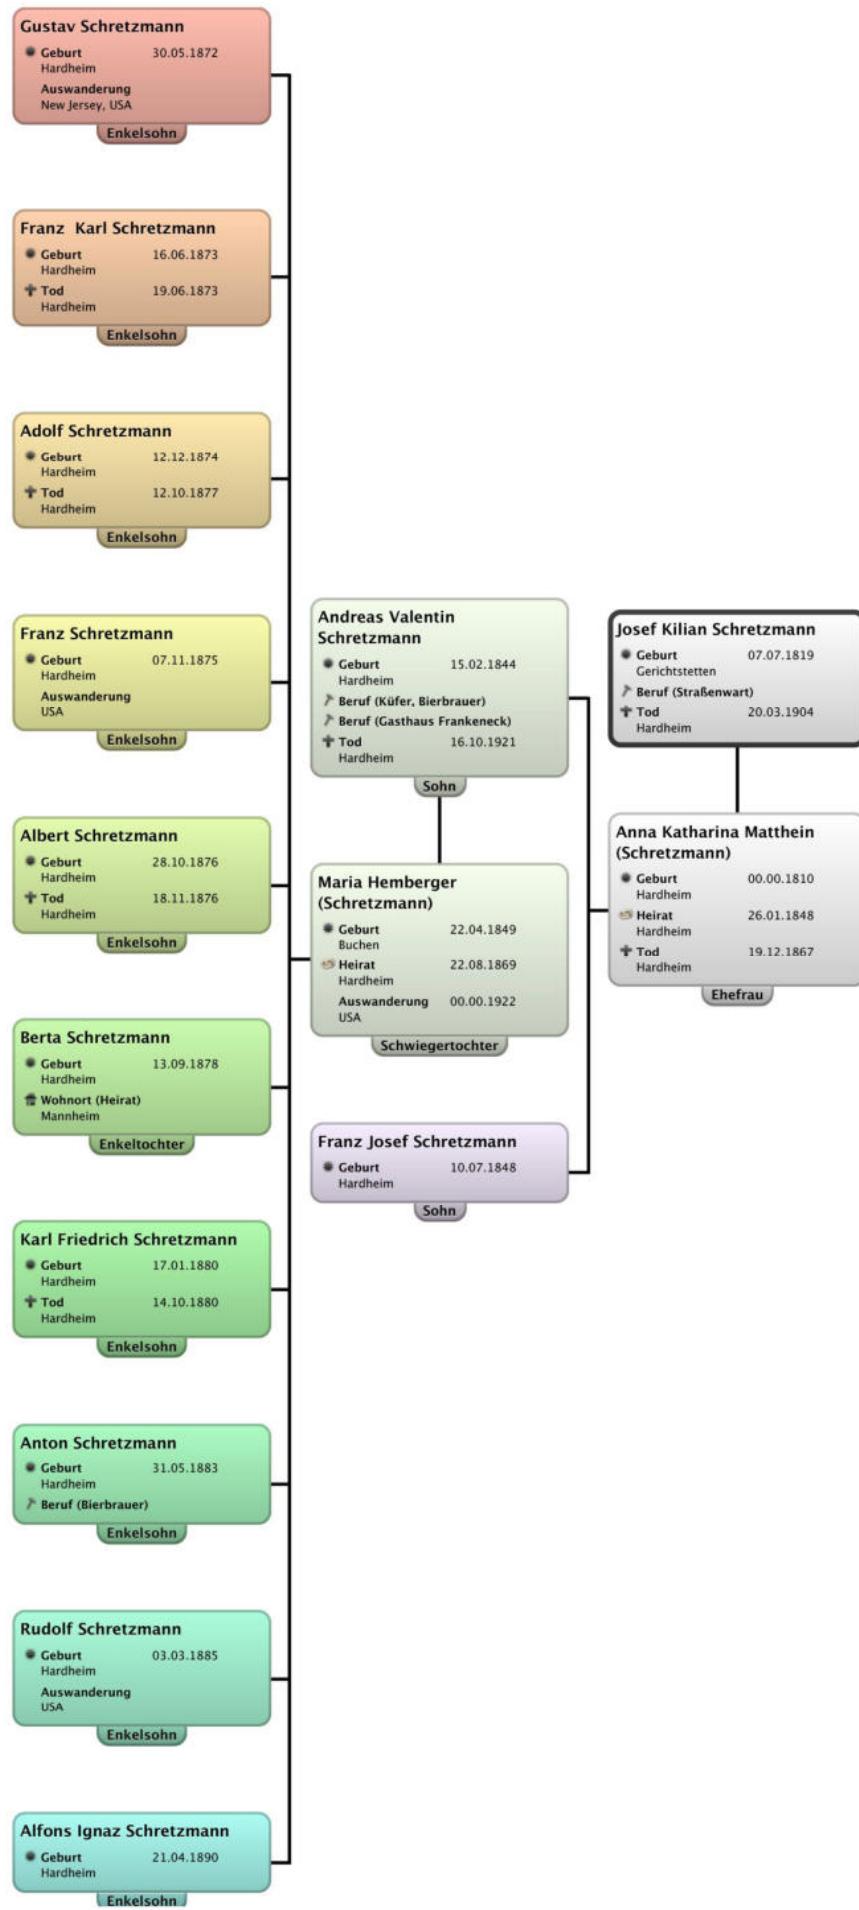 Gustav Schretzmann
Geburt 30.05.1872
Hardheim
Auswanderung
New Jersey, USA
Enkelsohn
Franz Karl Schretzmann
Geburt 16.06.1873
Hardheim
Tod 19.06.1873
Hardheim
Enkelsohn
Adolf Schretzmann
Geburt 12.12.1874
Hardheim
Tod 12.10.1877
Hardheim
Enkelsohn
Franz Schretzmann
Geburt 07.11.1875
Hardheim
Auswanderung
USA
Enkelsohn
Albert Schretzmann
Geburt 28.10.1876
Hardheim
Tod 18.11.1876
Hardheim
Enkelsohn
Berta Schretzmann
Geburt 13.09.1878
Hardheim
Wohnort (Heirat)
Mannheim
Enkeltochter
Karl Friedrich Schretzmann
Geburt 17.01.1880
Hardheim
Tod 14.10.1880
Hardheim
Enkelsohn
Anton Schretzmann
Geburt 31.05.1883
Hardheim
Beruf (Bierbrauer)
Enkelsohn
Rudolf Schretzmann
Geburt 03.03.1885
Hardheim
Auswanderung
USA
Enkelsohn
Alfons Ignaz Schretzmann
Geburt 21.04.1890
Hardheim
Enkelsohn
Andreas Valentin
Schretzmann
Geburt 15.02.1844
Hardheim
Beruf (Küfer, Bierbrauer)
Beruf (Gasthaus Frankeneck)
Tod 16.10.1921
Hardheim
Sohn
Maria Hemberger
(Schretzmann)
Geburt 22.04.1849
Buchen
Heirat 22.08.1869
Hardheim
Auswanderung 00.00.1922
USA
Schwiegertochter
Franz Josef Schretzmann
Geburt 10.07.1848
Hardheim
Sohn
Josef Kilian Schretzmann
Geburt 07.07.1819
Gerichtstetten
Beruf (Straßenwart)
Tod 20.03.1904
Hardheim
Anna Katharina Matthein
(Schretzmann)
Geburt 00.00.1810
Hardheim
Heirat 26.01.1848
Hardheim
Tod 19.12.1867
Hardheim
Ehefrau